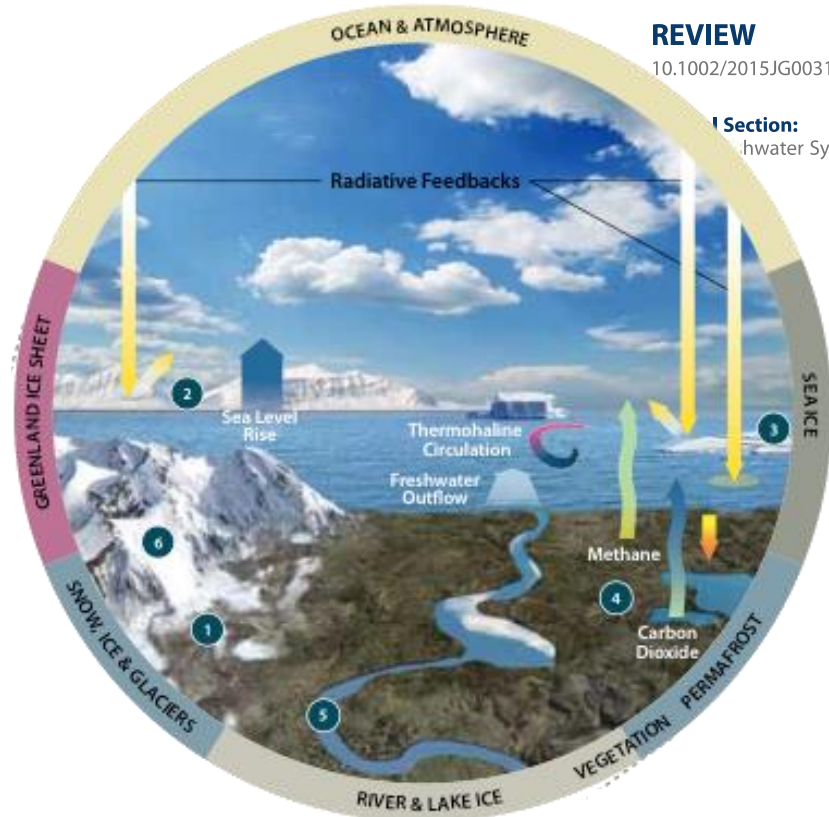 OCEAN & ATMOSPHERE
REVIEW
10.1002/2015JG0031
Section:
hwater Sy
Radiative Feedbacks
GREENLAND ICE SHEET
SEA ICE
2
Sea Level
Rise
Thermohaline
Circulation
3
Freshwater
Outflow
6
Methane
4
1
Carbon
Dioxide
5
SNOW, ICE & GLACIERS
PERMAFROST
VEGETATION
RIVER & LAKE ICE